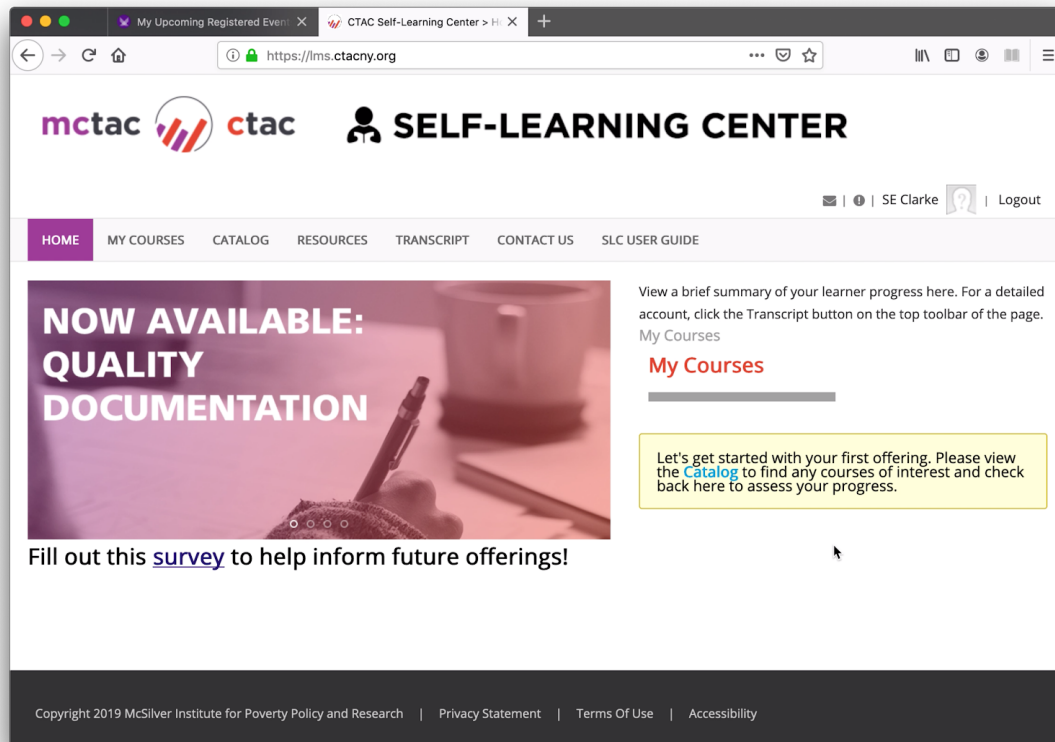 My Upcoming Registered Event
CTAC Self-Learning Center > H
https://lms.ctacny.org
mctac ctac SELF-LEARNING CENTER
| | SE Clarke | Logout
HOME MY COURSES CATALOG RESOURCES TRANSCRIPT CONTACT US SLC USER GUIDE
NOW AVAILABLE:
QUALITY
DOCUMENTATION
Fill out this survey to help inform future offerings!
View a brief summary of your learner progress here. For a detailed
account, click the Transcript button on the top toolbar of the page.
My Courses
My Courses
Let's get started with your first offering. Please view
the Catalog to find any courses of interest and check
back here to assess your progress.
Copyright 2019 McSilver Institute for Poverty Policy and Research | Privacy Statement | Terms Of Use | Accessibility